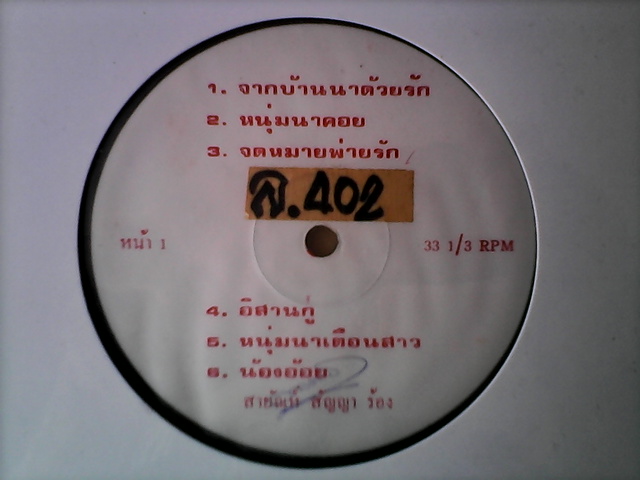 1. จากบ้านนาด้วยรัก
2. หนุ่มนาคอย
3. จดหมายพ่ายรัก
ส.402
หน้า 1
33 1/3 RPM
4. อีสานกู่
5. หนุ่มนาเตือนสาว
6. น้องอ้อย
สายัณห์ สัญญา ร้อง